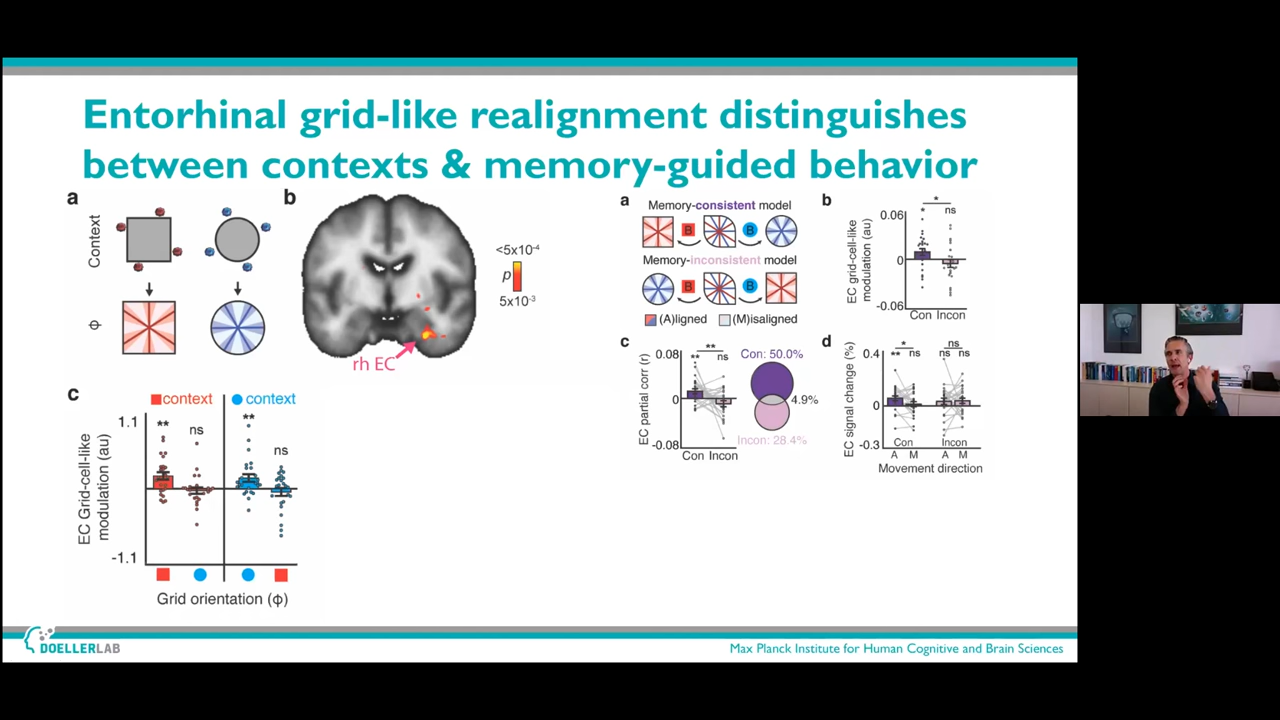 Entorhinal grid-like realignment distinguishes
between contexts & memory-guided behavior
a
Context
ϕ
b
<5x10⁻⁴
p
5x10⁻³
rh EC
c
context
context
EC Grid-cell-like
modulation (au)
1.1
-1.1
**
ns
**
ns
Grid orientation (ϕ)
a
Memory-consistent model
B
B
Memory-inconsistent model
B
B
(A)ligned
(M)isaligned
b
EC grid-cell-like
modulation (au)
0.06
0
-0.06
*
*
ns
Con Incon
c
EC partial corr (r)
0.08
0
-0.08
**
**
ns
Con Incon
Con: 50.0%
4.9%
Incon: 28.4%
d
EC signal change (%)
0.4
0
-0.3
*
**
ns
ns
ns ns
Con
Incon
A M A M
Movement direction
DOELLERLAB
Max Planck Institute for Human Cognitive and Brain Sciences